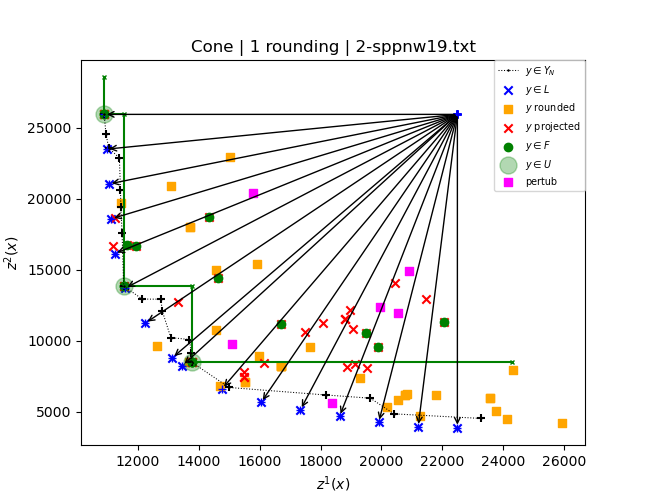 Cone | 1 rounding | 2-sppnw19.txt
y ∈ Y_N
y ∈ L
y rounded
y projected
y ∈ F
y ∈ U
pertub
z²(x)
25000
20000
15000
10000
5000
12000 14000 16000 18000 20000 22000 24000 26000
z¹(x)